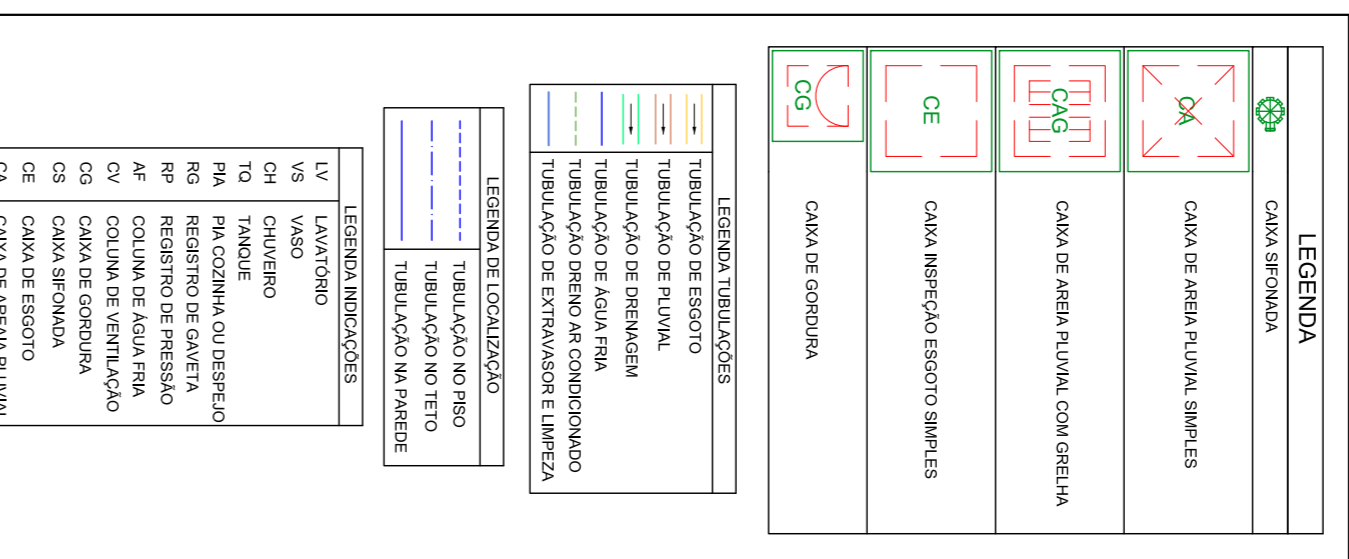 LEGENDA
CAIXA SIFONADA
CA CAIXA DE AREIA PLUVIAL SIMPLES
CAG CAIXA DE AREIA PLUVIAL COM GRELHA
CE CAIXA INSPEÇÃO ESGOTO SIMPLES
CG CAIXA DE GORDURA
LEGENDA TUBULAÇÕES
TUBULAÇÃO DE ESGOTO
TUBULAÇÃO DE PLUVIAL
TUBULAÇÃO DE DRENAGEM
TUBULAÇÃO DE ÁGUA FRIA
TUBULAÇÃO DRENO AR CONDICIONADO
TUBULAÇÃO DE EXTRAVASOR E LIMPEZA
LEGENDA DE LOCALIZAÇÃO
TUBULAÇÃO NO PISO
TUBULAÇÃO NO TETO
TUBULAÇÃO NA PAREDE
LEGENDA INDICAÇÕES
LV LAVATÓRIO
VS VASO
CH CHUVEIRO
TQ TANQUE
PIA PIA COZINHA OU DESPEJO
RG REGISTRO DE GAVETA
RP REGISTRO DE PRESSÃO
AF COLUNA DE ÁGUA FRIA
CV COLUNA DE VENTILAÇÃO
CG CAIXA DE GORDURA
CS CAIXA SIFONADA
CE CAIXA DE ESGOTO
CA CAIXA DE AREAIA PLUVIAL